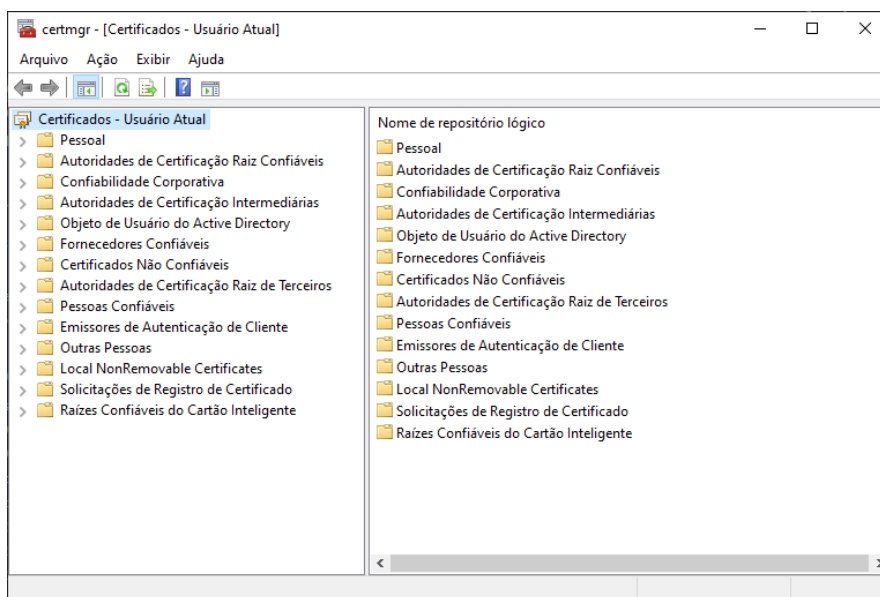 certmgr - [Certificados - Usuário Atual]
Arquivo Ação Exibir Ajuda
Certificados - Usuário Atual
Pessoal
Autoridades de Certificação Raiz Confiáveis
Confiabilidade Corporativa
Autoridades de Certificação Intermediárias
Objeto de Usuário do Active Directory
Fornecedores Confiáveis
Certificados Não Confiáveis
Autoridades de Certificação Raiz de Terceiros
Pessoas Confiáveis
Emissores de Autenticação de Cliente
Outras Pessoas
Local NonRemovable Certificates
Solicitações de Registro de Certificado
Raízes Confiáveis do Cartão Inteligente
Nome de repositório lógico
Pessoal
Autoridades de Certificação Raiz Confiáveis
Confiabilidade Corporativa
Autoridades de Certificação Intermediárias
Objeto de Usuário do Active Directory
Fornecedores Confiáveis
Certificados Não Confiáveis
Autoridades de Certificação Raiz de Terceiros
Pessoas Confiáveis
Emissores de Autenticação de Cliente
Outras Pessoas
Local NonRemovable Certificates
Solicitações de Registro de Certificado
Raízes Confiáveis do Cartão Inteligente